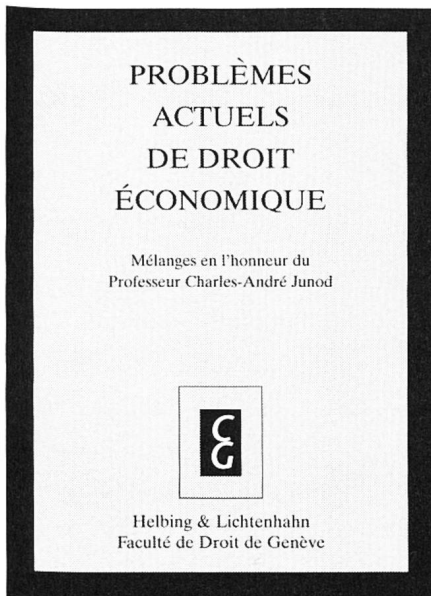 PROBLÈMES
ACTUELS
DE DROIT
ÉCONOMIQUE
Mélanges en l'honneur du
Professeur Charles-André Junod
CG
Helbing & Lichtenhahn
Faculté de Droit de Genève